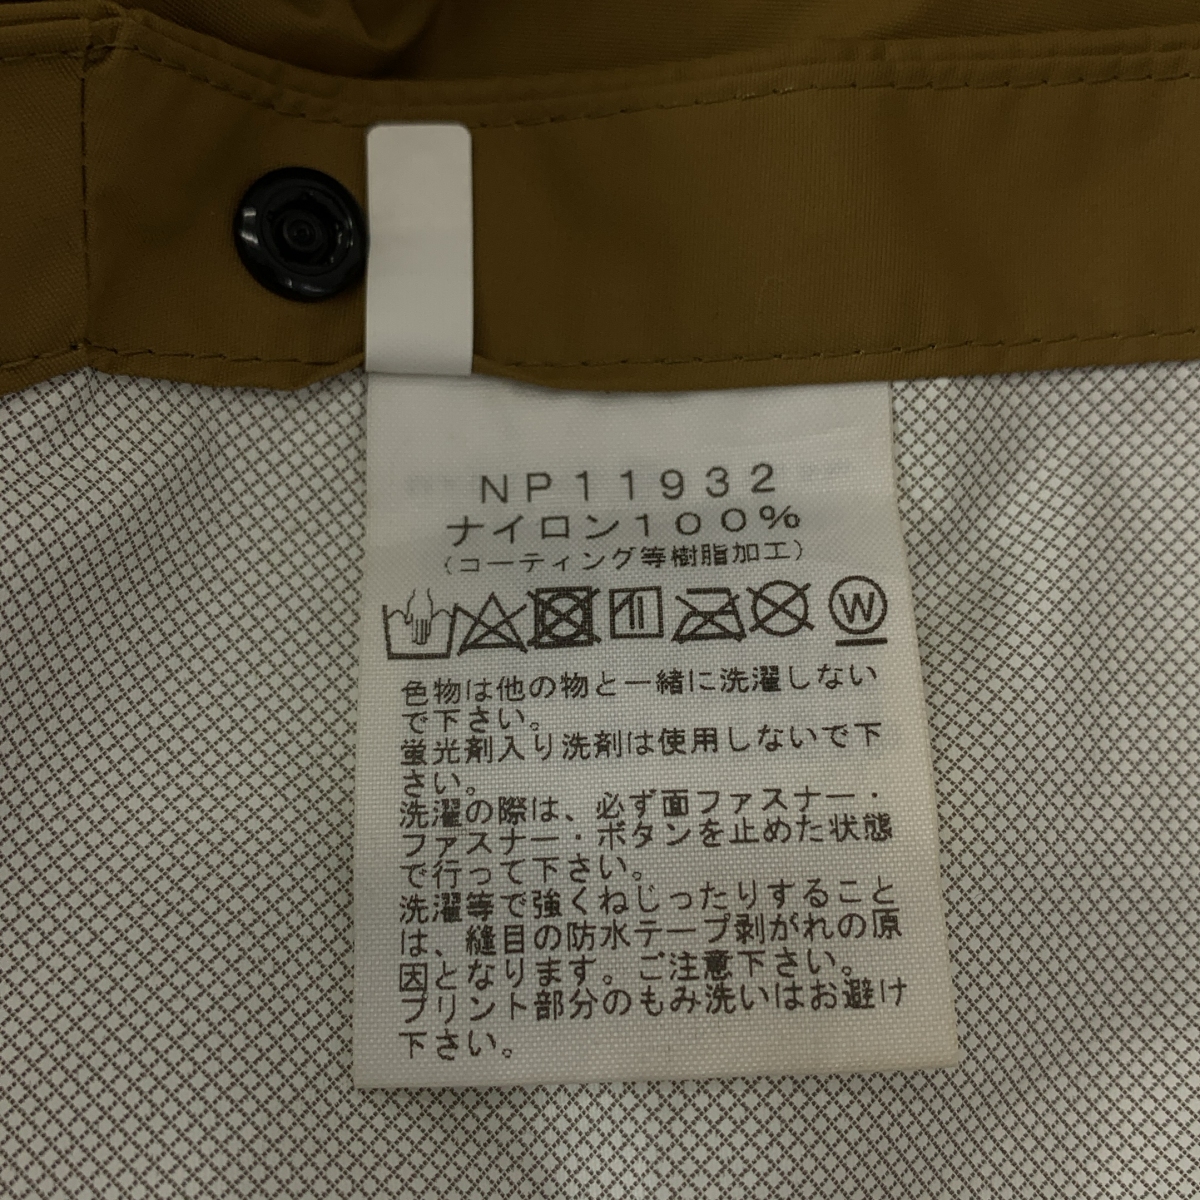 NP11932
ナイロン100%
（コーティング等樹脂加工）
W
色物は他の物と一緒に洗濯しない
で下さい。
蛍光剤入り洗剤は使用しないで下
さい。
洗濯の際は、必ず面ファスナー・
ファスナー・ボタンを止めた状態
で行って下さい。
洗濯等で強くねじったりすること
は、縫目の防水テープ剥がれの原
因となります。ご注意下さい。
プリント部分のもみ洗いはお避け
下さい。